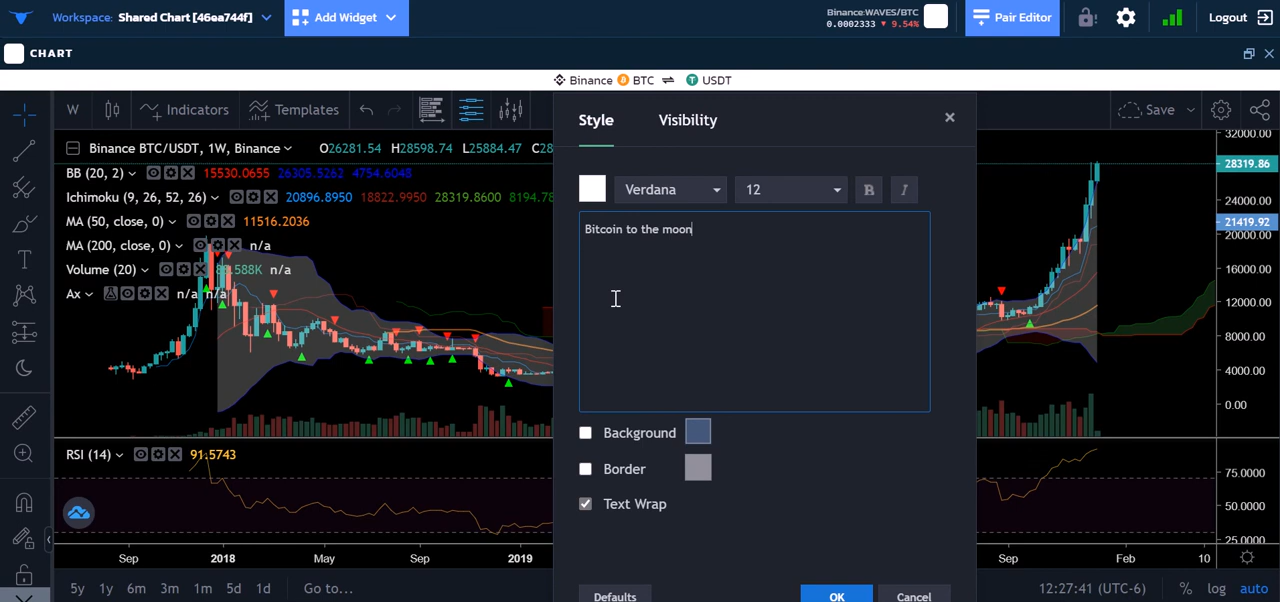 Workspace: Shared Chart [46ea744f]
Add Widget
Binance:WAVES/BTC
0.0002333 ▼ 9.54%
Pair Editor
Logout
CHART
Binance BTC ⇌ USDT
W
Indicators
Templates
Save
Style
Visibility
Binance BTC/USDT, 1W, Binance
O26281.54 H28598.74 L25884.47 C28
BB (20, 2) 15530.0655 26305.5262 4754.6048
Ichimoku (9, 26, 52, 26) 20896.8950 18822.9950 28319.8600 8194.78
MA (50, close, 0) 11516.2036
MA (200, close, 0) n/a
Volume (20) n/a
Ax n/a n/a
Verdana
12
B
I
Bitcoin to the moon
Background
Border
Text Wrap
Defaults
OK
Cancel
32000.00
28319.86
24000.00
21419.92
20000.00
16000.00
12000.00
8000.00
4000.00
0.00
RSI (14) 91.5743
75.0000
50.0000
25.0000
Sep 2018 May Sep 2019 Sep Feb 10
5y 1y 6m 3m 1m 5d 1d Go to...
12:27:41 (UTC-6) % log auto